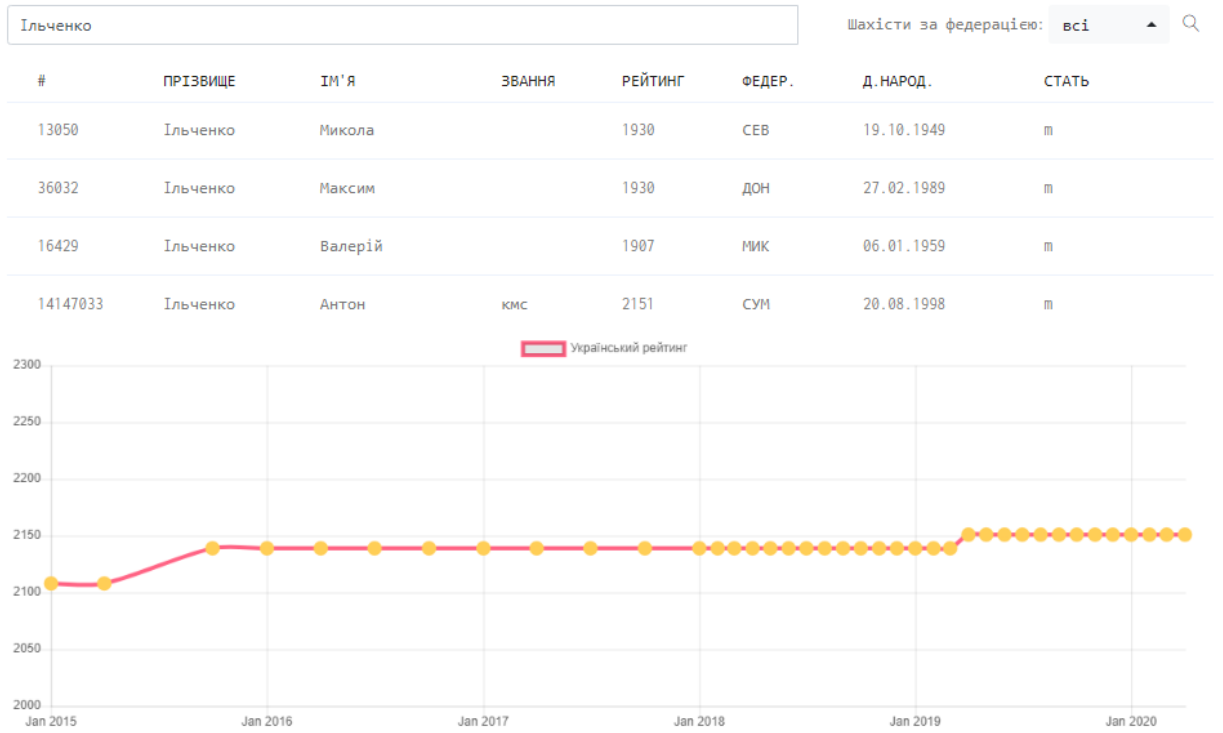 Ільченко Шахісти за федерацією: всі
# ПРІЗВИЩЕ ІМ'Я ЗВАННЯ РЕЙТИНГ ФЕДЕР. Д.НАРОД. СТАТЬ
13050 Ільченко Микола 1930 СЕВ 19.10.1949 m
36032 Ільченко Максим 1930 ДОН 27.02.1989 m
16429 Ільченко Валерій 1907 МИК 06.01.1959 m
14147033 Ільченко Антон кмс 2151 СУМ 20.08.1998 m
Український рейтинг
2300
2250
2200
2150
2100
2050
2000
Jan 2015 Jan 2016 Jan 2017 Jan 2018 Jan 2019 Jan 2020